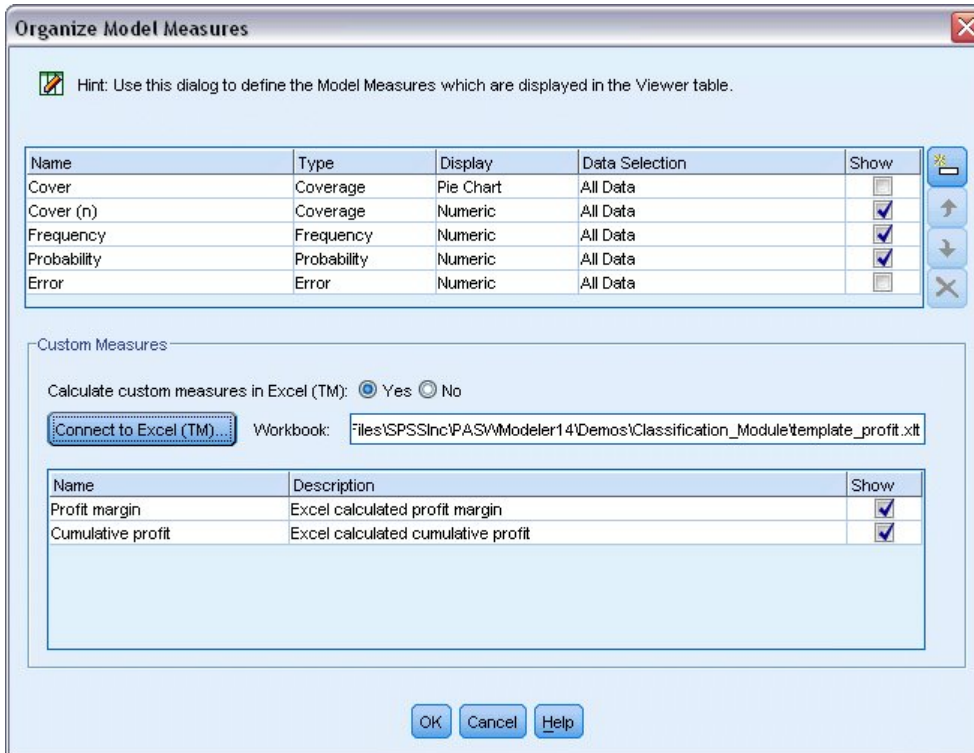 Organize Model Measures
Hint: Use this dialog to define the Model Measures which are displayed in the Viewer table.
Name Type Display Data Selection Show
Cover Coverage Pie Chart All Data
Cover (n) Coverage Numeric All Data
Frequency Frequency Numeric All Data
Probability Probability Numeric All Data
Error Error Numeric All Data
Custom Measures
Calculate custom measures in Excel (TM): Yes No
Connect to Excel (TM)... Workbook: Files\SPSSInc\PASWModeler14\Demos\Classification_Module\template_profit.xlt
Name Description Show
Profit margin Excel calculated profit margin
Cumulative profit Excel calculated cumulative profit
OK Cancel Help